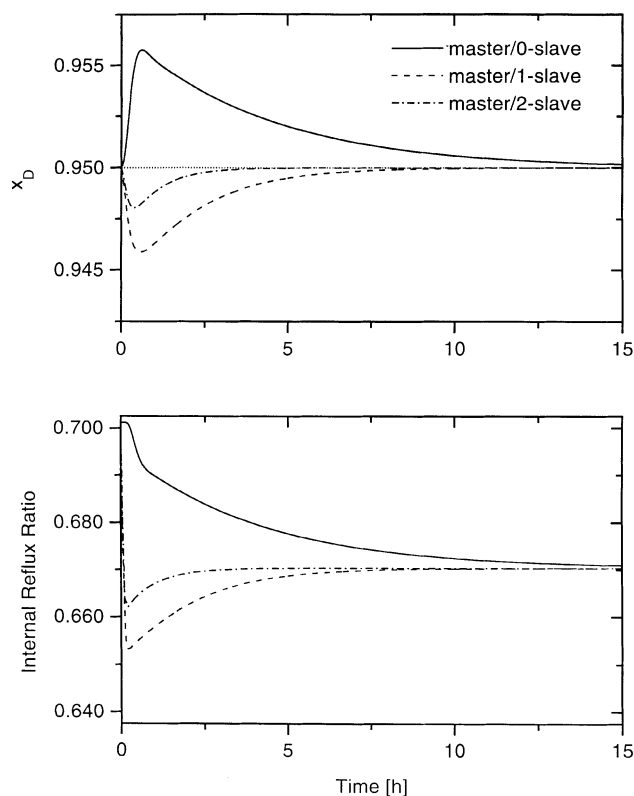 0.955
0.950
0.945
x_D
master/0-slave
master/1-slave
master/2-slave
0
5
10
15
0.700
0.680
0.660
0.640
Internal Reflux Ratio
0
5
10
15
Time [h]